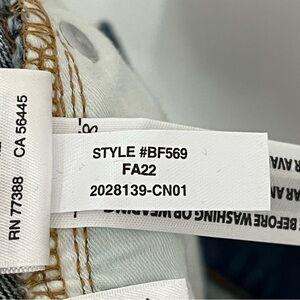 RN 77388 CA 56445
STYLE #BF569
FA22
2028139-CN01
BEFORE WASHING OR WEARING